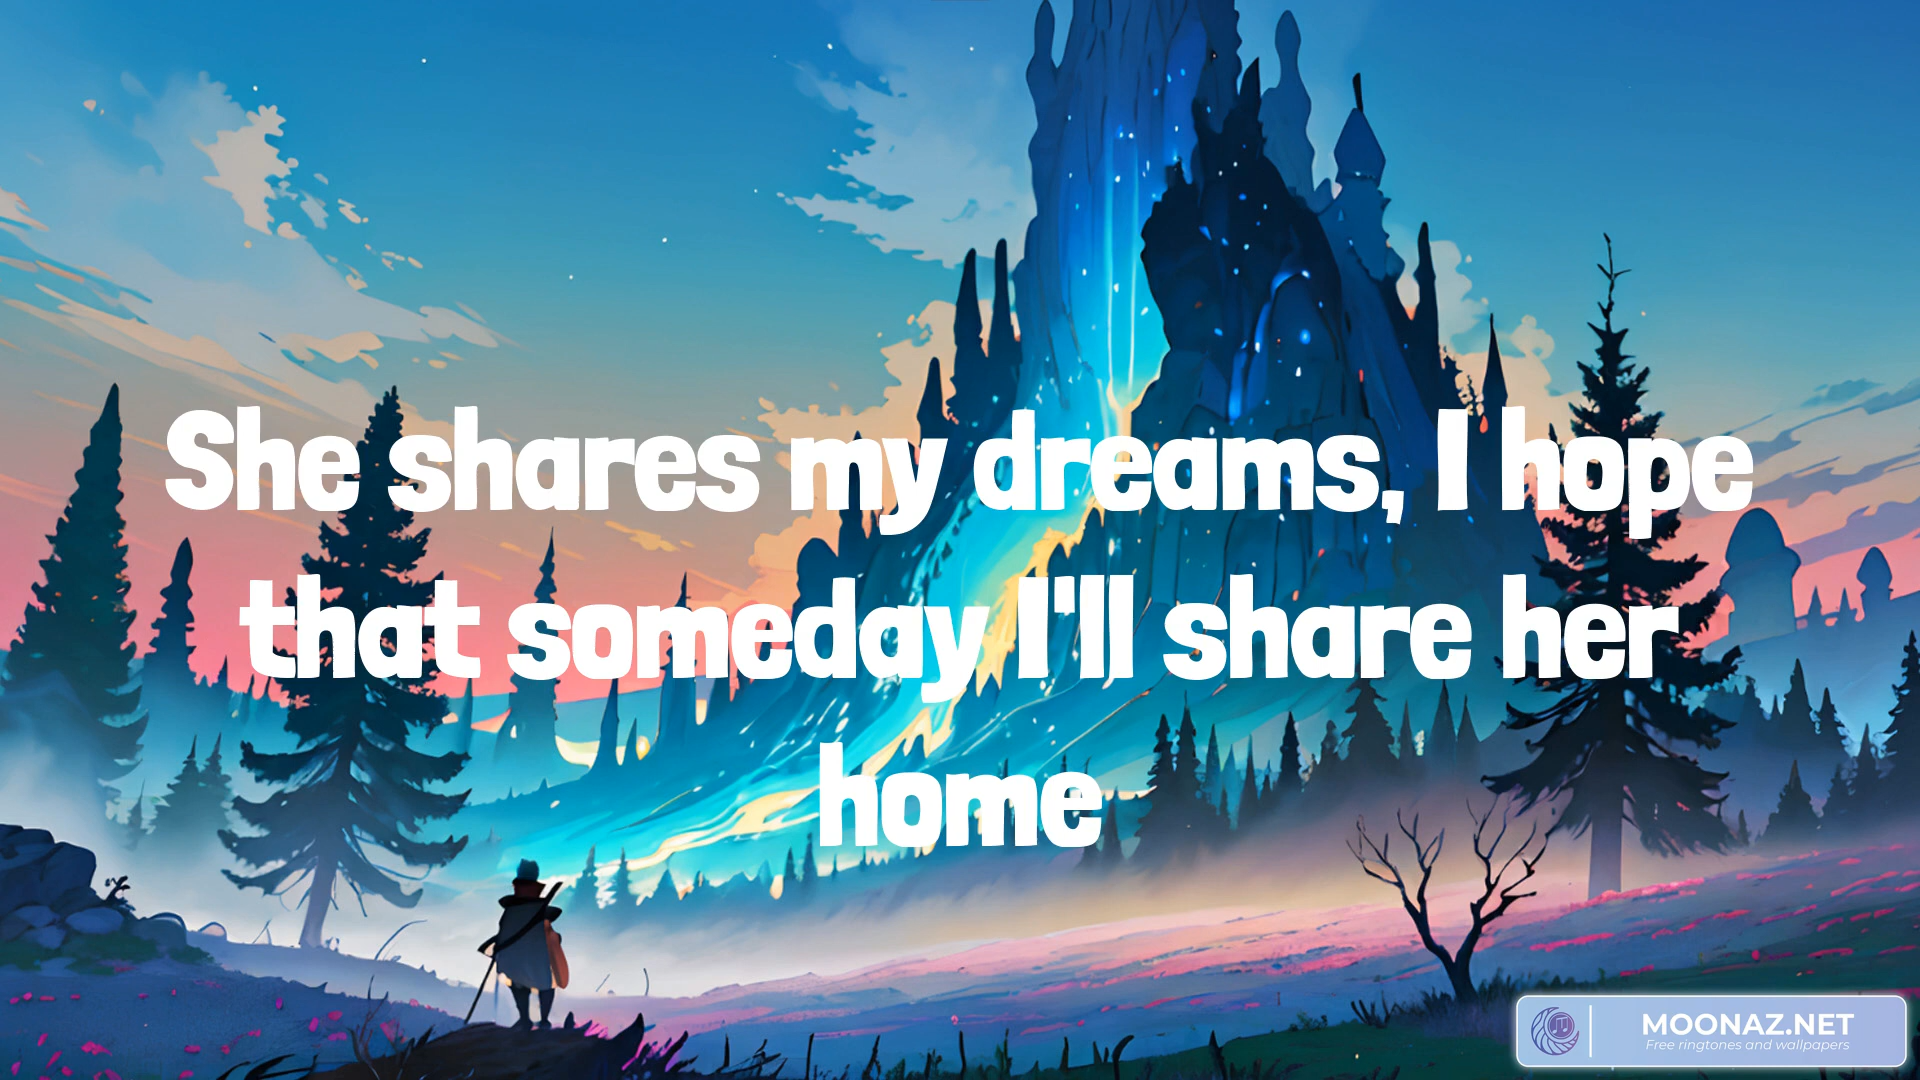 She shares my dreams, I hope
that someday I'll share her
home
MOONAZ.NET
Free ringtones and wallpapers